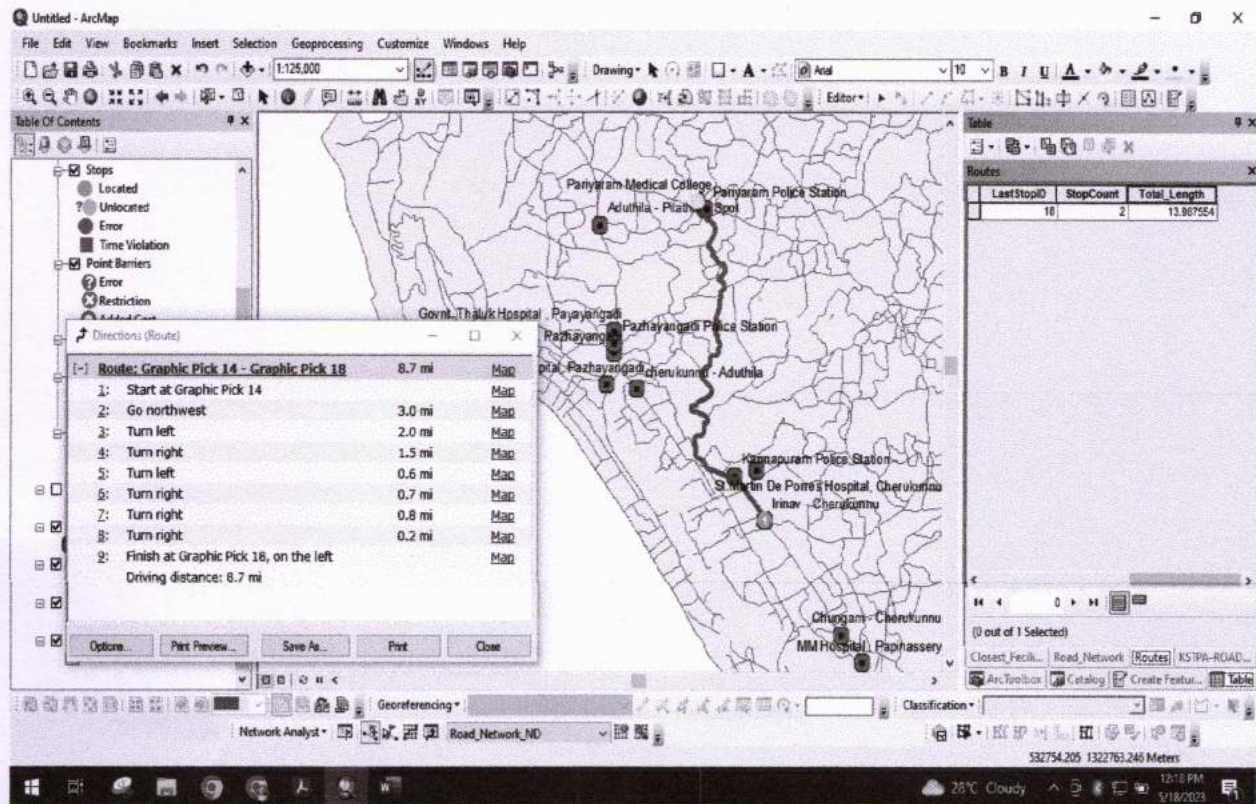 Untitled - ArcMap
File Edit View Bookmarks Insert Selection Geoprocessing Customize Windows Help
1:125,000
Drawing
Arial
10
B I U A
Editor
Table Of Contents
Stops
Located
Unlocated
Error
Time Violation
Point Barriers
Error
Restriction
Added Cost
Directions (Route)
[-] Route: Graphic Pick 14 - Graphic Pick 18 8.7 mi Map
1: Start at Graphic Pick 14 Map
2: Go northwest 3.0 mi Map
3: Turn left 2.0 mi Map
4: Turn right 1.5 mi Map
5: Turn left 0.6 mi Map
6: Turn right 0.7 mi Map
7: Turn right 0.8 mi Map
8: Turn right 0.2 mi Map
9: Finish at Graphic Pick 18, on the left Map
Driving distance: 8.7 mi
Options... Print Preview... Save As... Print Close
Pariyaram Medical College
Pariyaram Police Station
Aduthila - Pilath Spot
Govnt. Thaluk Hospital , Payayangadi
Pazhayangadi Police Station
Pazhayang
pital, Pazhayangadi
cherukunnu - Aduthila
Kannapuram Police Station
St.Martin De Porres Hospital, Cherukunnu
Irinav - Cherukunnu
Chungam - Cherukunnu
MM Hospital , Papinassery
Table
Routes
LastStopID StopCount Total_Length
18 2 13.987554
0
(0 out of 1 Selected)
Closest_Fecili... Road_Network Routes KSTPA-ROAD...
ArcToolbox Catalog Create Featur... Table
Georeferencing
Classification
Network Analyst
Road_Network_ND
532754.205 1322763.246 Meters
28°C Cloudy
12:18 PM
5/18/2023